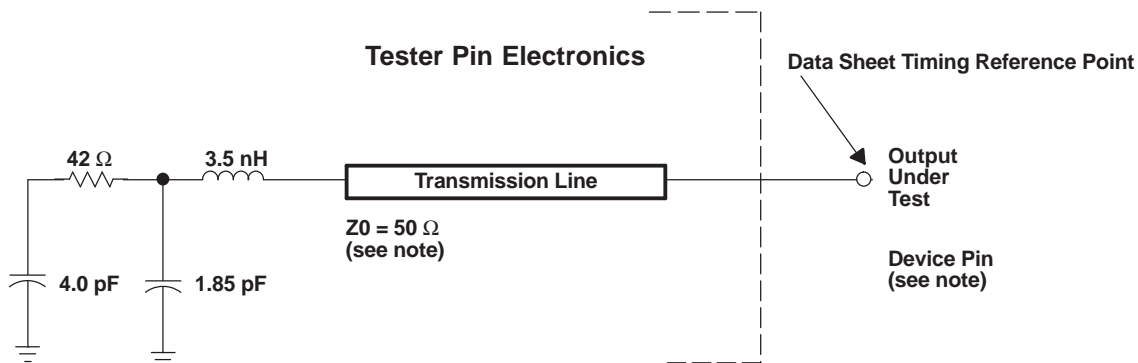 Tester Pin Electronics
Data Sheet Timing Reference Point
42 Ω
3.5 nH
Transmission Line
Output
Under
Test
Z0 = 50 Ω
(see note)
Device Pin
(see note)
4.0 pF
1.85 pF